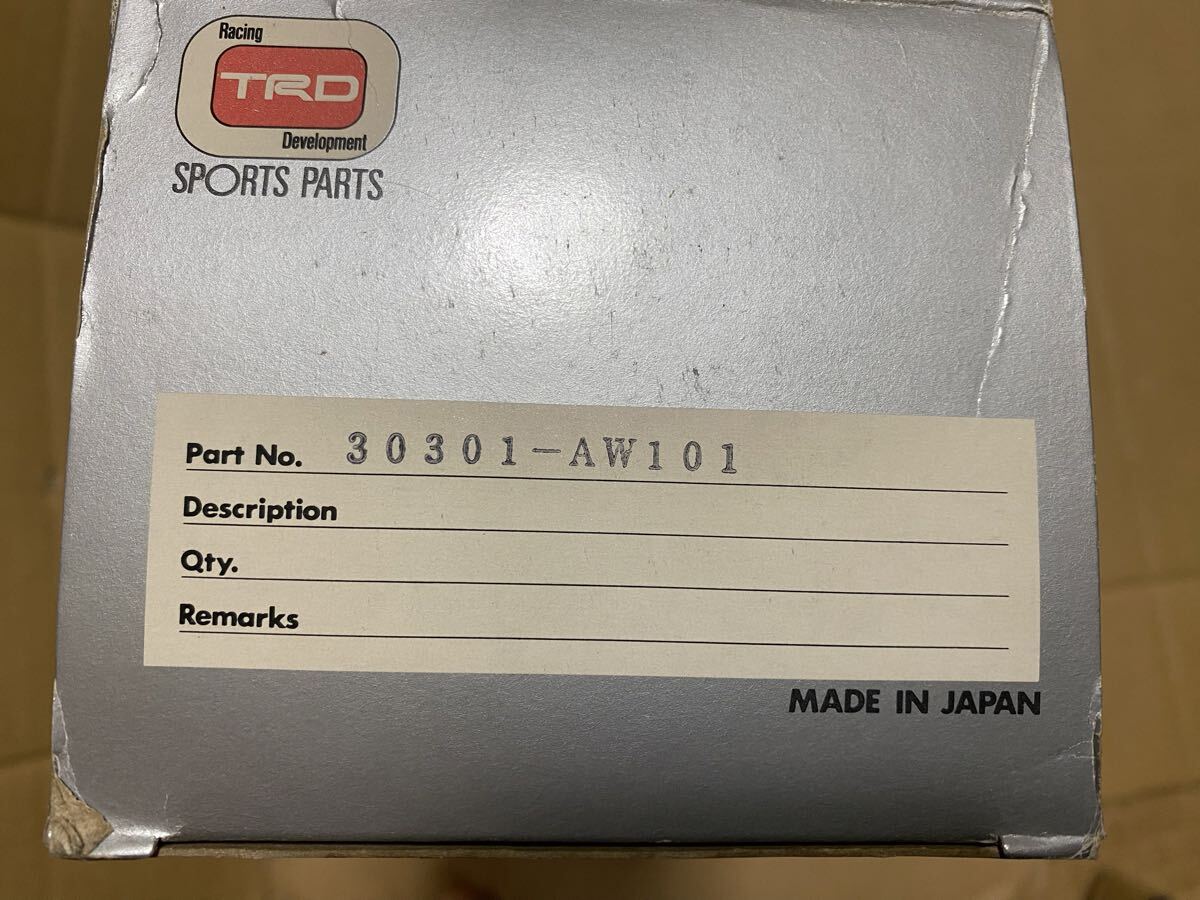 Racing
TRD
Development
SPORTS PARTS
Part No. 30301-AW101
Description
Qty.
Remarks
MADE IN JAPAN